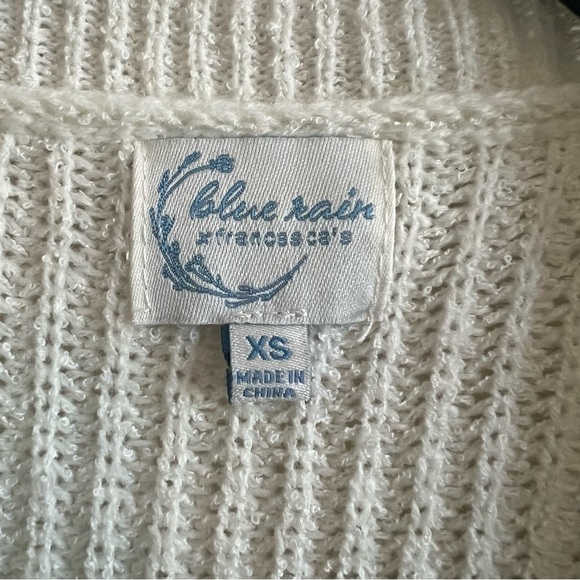 blue rain
x francesca's
XS
MADE IN
CHINA